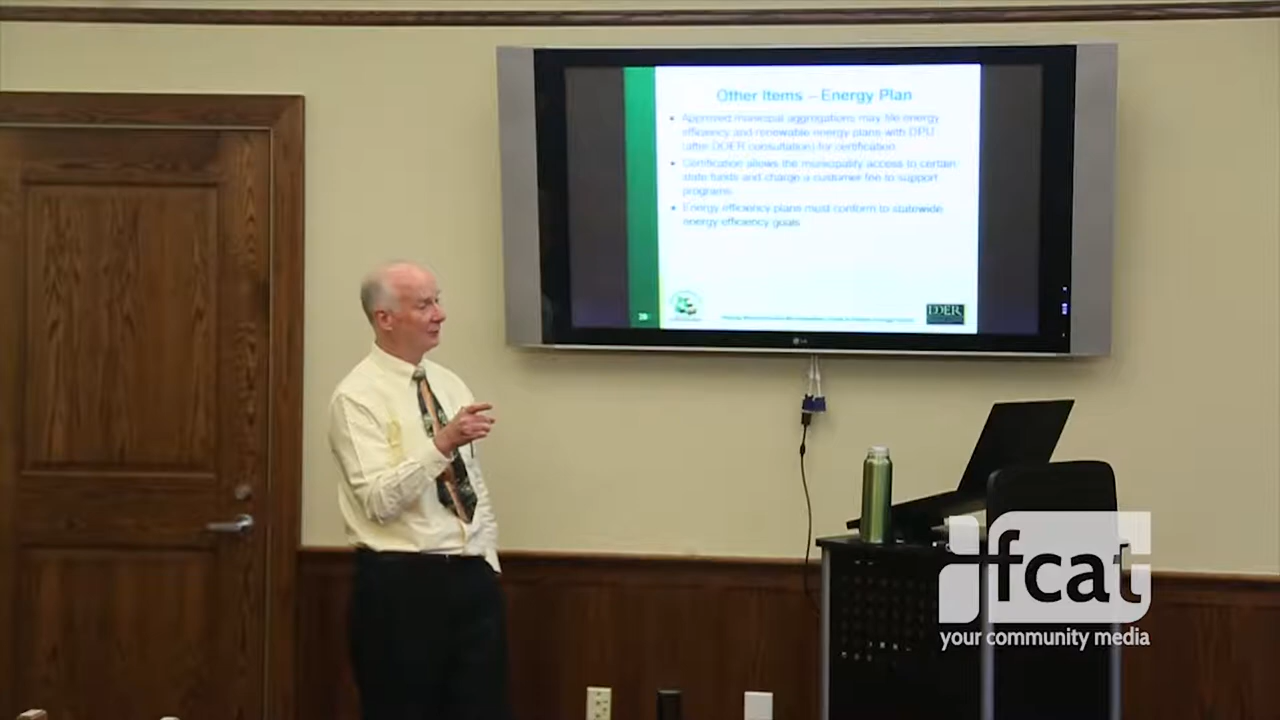 Other Items – Energy Plan
• Approved municipal aggregations may file energy
efficiency and renewable energy plans with DPU
(after DOER consultation) for certification.
• Certification allows the municipality access to certain
state funds and charge a customer fee to support
programs.
• Energy efficiency plans must conform to statewide
energy efficiency goals
DOER
LG
fcat
your community media